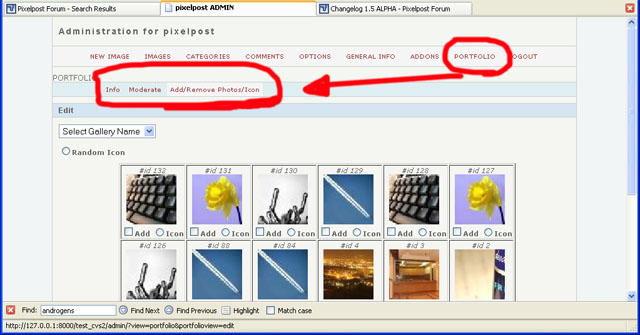 Pixelpost Forum - Search Results pixelpost ADMIN Changelog 1.5 ALPHA - Pixelpost Forum
Administration for pixelpost
NEW IMAGE IMAGES CATEGORIES COMMENTS OPTIONS GENERAL INFO ADDONS PORTFOLIO LOGOUT
PORTFOLIO
Info Moderate Add/Remove Photos/Icon
Edit
Select Gallery Name
Random Icon
#id 132 #id 131 #id 130 #id 129 #id 128 #id 127
Add Icon Add Icon Add Icon Add Icon Add Icon Add Icon
#id 126 #id 88 #id 84 #id 4 #id 3 #id 2
Find: androgens Find Next Find Previous Highlight Match case
http://127.0.0.1:8000/test_cvs2/admin/?view=portfolio&portfolioview=edit